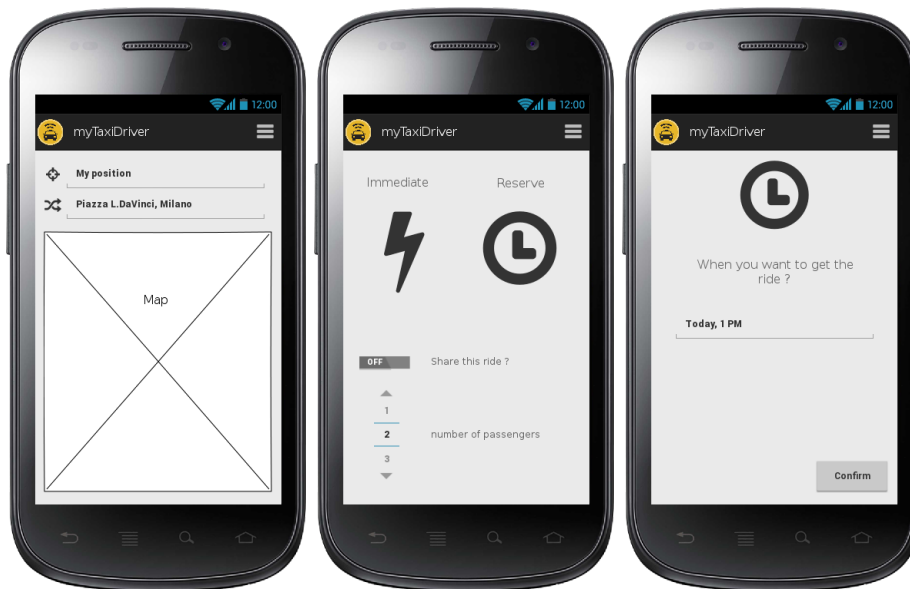 12:00
myTaxiDriver
My position
Piazza L.DaVinci, Milano
Map
12:00
myTaxiDriver
Immediate
Reserve
OFF
Share this ride ?
1
2
number of passengers
3
12:00
myTaxiDriver
When you want to get the
ride ?
Today, 1 PM
Confirm